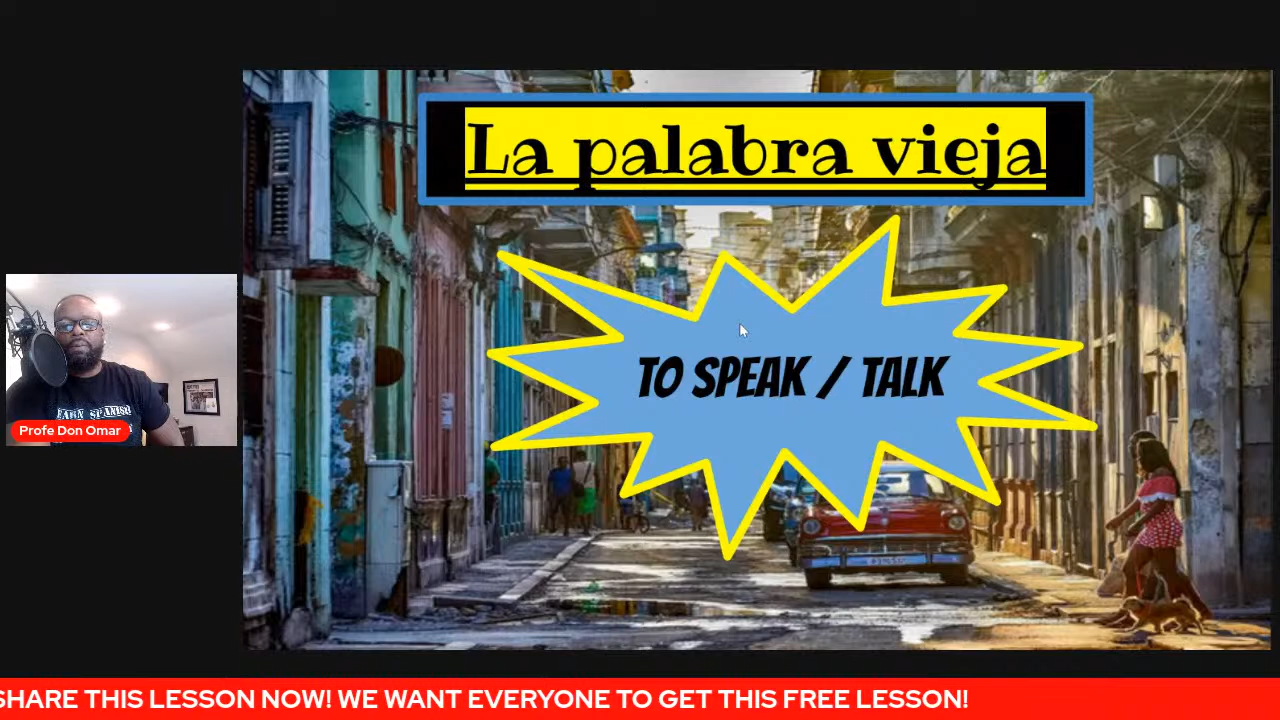 La palabra vieja
TO SPEAK / TALK
Profe Don Omar
SHARE THIS LESSON NOW! WE WANT EVERYONE TO GET THIS FREE LESSON!